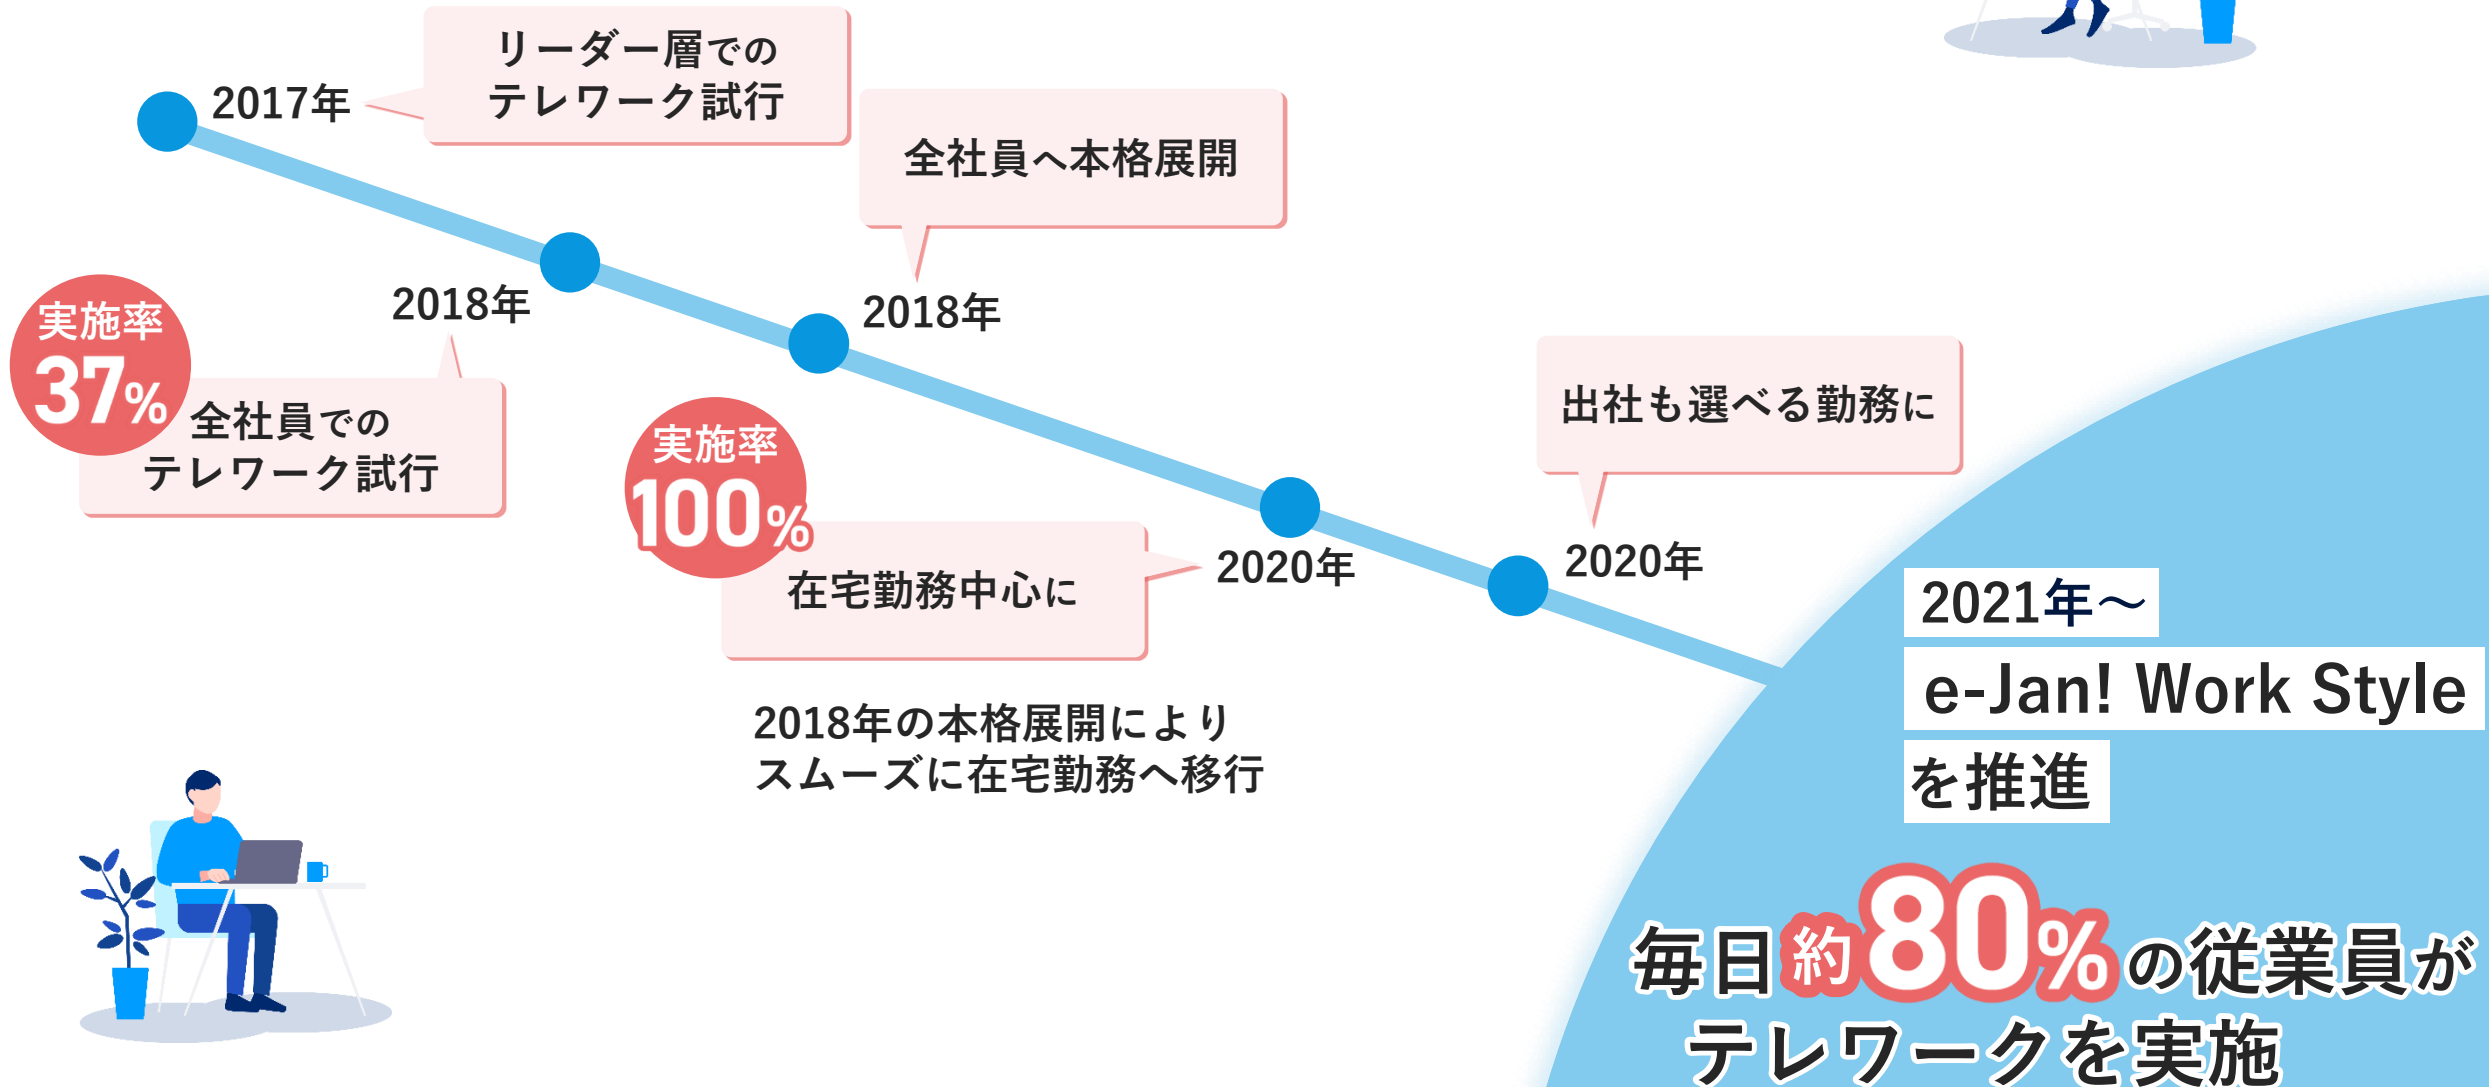 2017年
リーダー層での
テレワーク試行
2018年
実施率
37%
全社員での
テレワーク試行
全社員へ本格展開
2018年
実施率
100%
在宅勤務中心に
2020年
2018年の本格展開により
スムーズに在宅勤務へ移行
出社も選べる勤務に
2020年
2021年～
e-Jan! Work Style
を推進
毎日約80%の従業員が
テレワークを実施